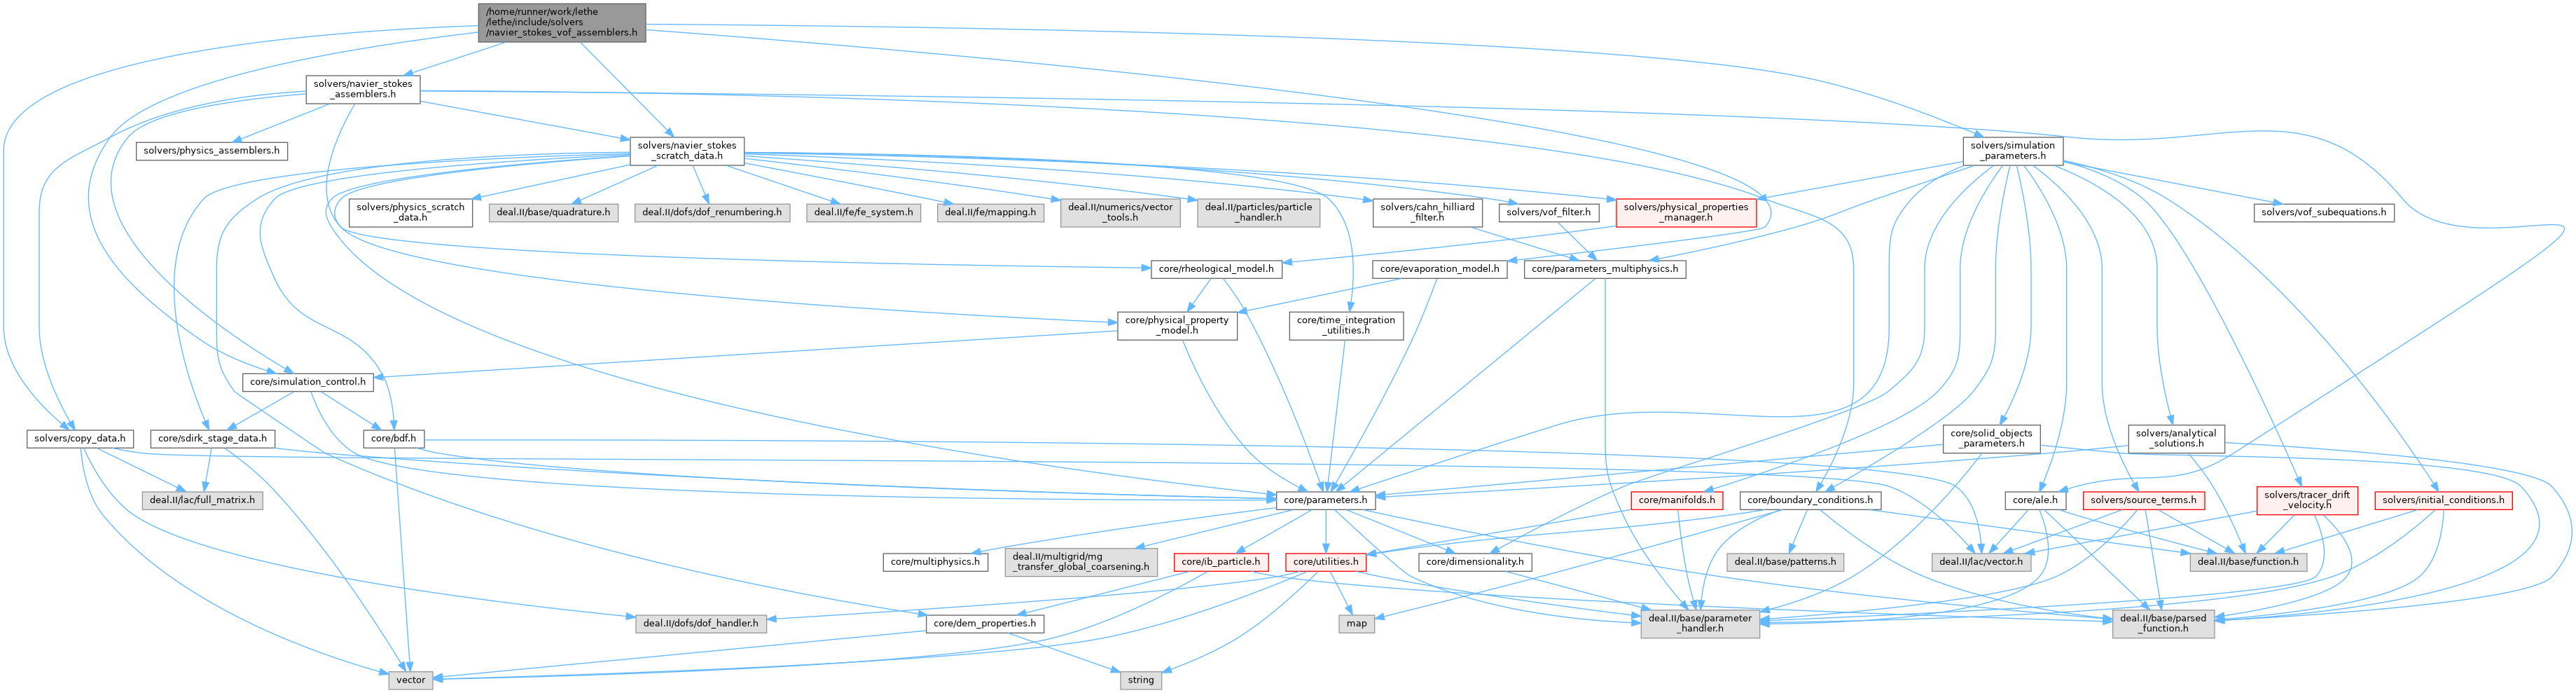 /home/runner/work/lethe
/lethe/include/solvers
/navier_stokes_vof_assemblers.h
solvers/navier_stokes
_assemblers.h
solvers/physics_assemblers.h
solvers/navier_stokes
_scratch_data.h
solvers/simulation
_parameters.h
solvers/physics_scratch
_data.h
deal.II/base/quadrature.h
deal.II/dofs/dof_renumbering.h
deal.II/fe/fe_system.h
deal.II/fe/mapping.h
deal.II/numerics/vector
_tools.h
deal.II/particles/particle
_handler.h
solvers/cahn_hilliard
_filter.h
solvers/vof_filter.h
solvers/physical_properties
_manager.h
solvers/vof_subequations.h
core/rheological_model.h
core/evaporation_model.h
core/parameters_multiphysics.h
core/physical_property
_model.h
core/time_integration
_utilities.h
core/simulation_control.h
solvers/copy_data.h
core/sdirk_stage_data.h
core/bdf.h
core/solid_objects
_parameters.h
solvers/analytical
_solutions.h
deal.II/lac/full_matrix.h
core/parameters.h
core/manifolds.h
core/boundary_conditions.h
core/ale.h
solvers/source_terms.h
solvers/tracer_drift
_velocity.h
solvers/initial_conditions.h
core/multiphysics.h
deal.II/multigrid/mg
_transfer_global_coarsening.h
core/ib_particle.h
core/utilities.h
core/dimensionality.h
deal.II/base/patterns.h
deal.II/lac/vector.h
deal.II/base/function.h
deal.II/dofs/dof_handler.h
core/dem_properties.h
map
deal.II/base/parameter
_handler.h
deal.II/base/parsed
_function.h
vector
string